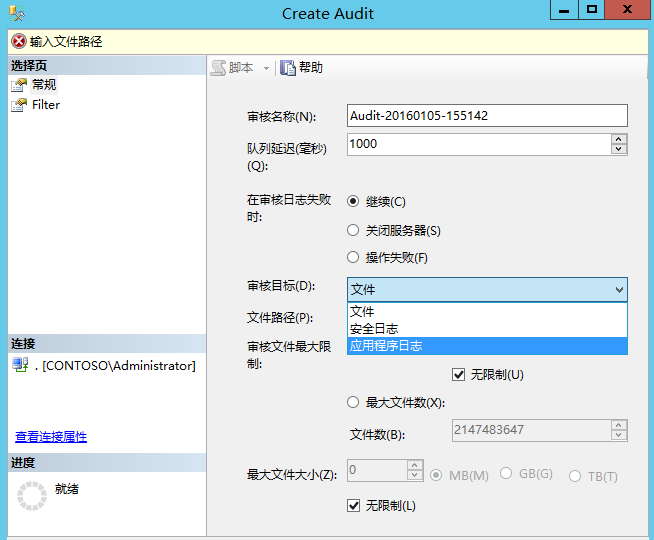 Create Audit
输入文件路径
选择页
常规
Filter
脚本
帮助
审核名称(N):
Audit-20160105-155142
队列延迟(毫秒)
(Q):
1000
在审核日志失败
时:
继续(C)
关闭服务器(S)
操作失败(F)
审核目标(D):
文件
文件
安全日志
应用程序日志
文件路径(P):
审核文件最大限
制:
无限制(U)
最大文件数(X):
文件数(B):
2147483647
最大文件大小(Z):
0
MB(M)
GB(G)
TB(T)
无限制(L)
连接
. [CONTOSO\Administrator]
查看连接属性
进度
就绪